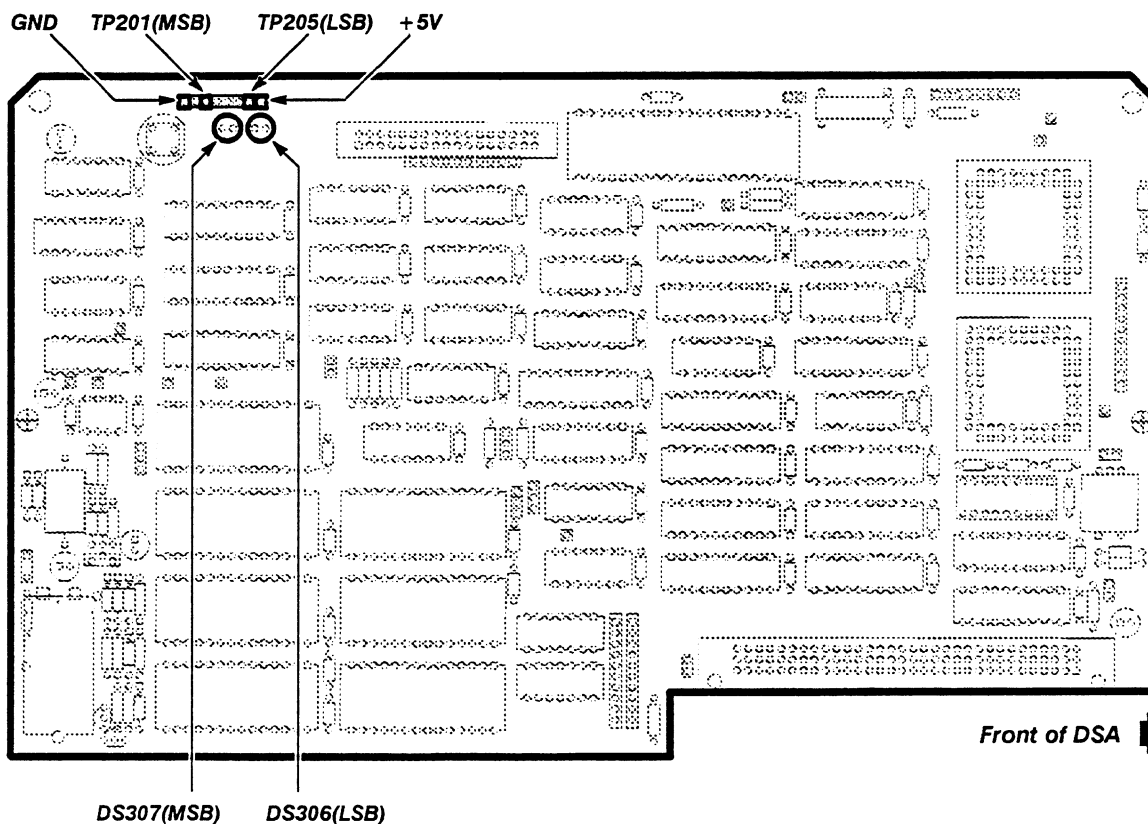 GND TP201(MSB) TP205(LSB) +5V
Front of DSA
DS307(MSB) DS306(LSB)